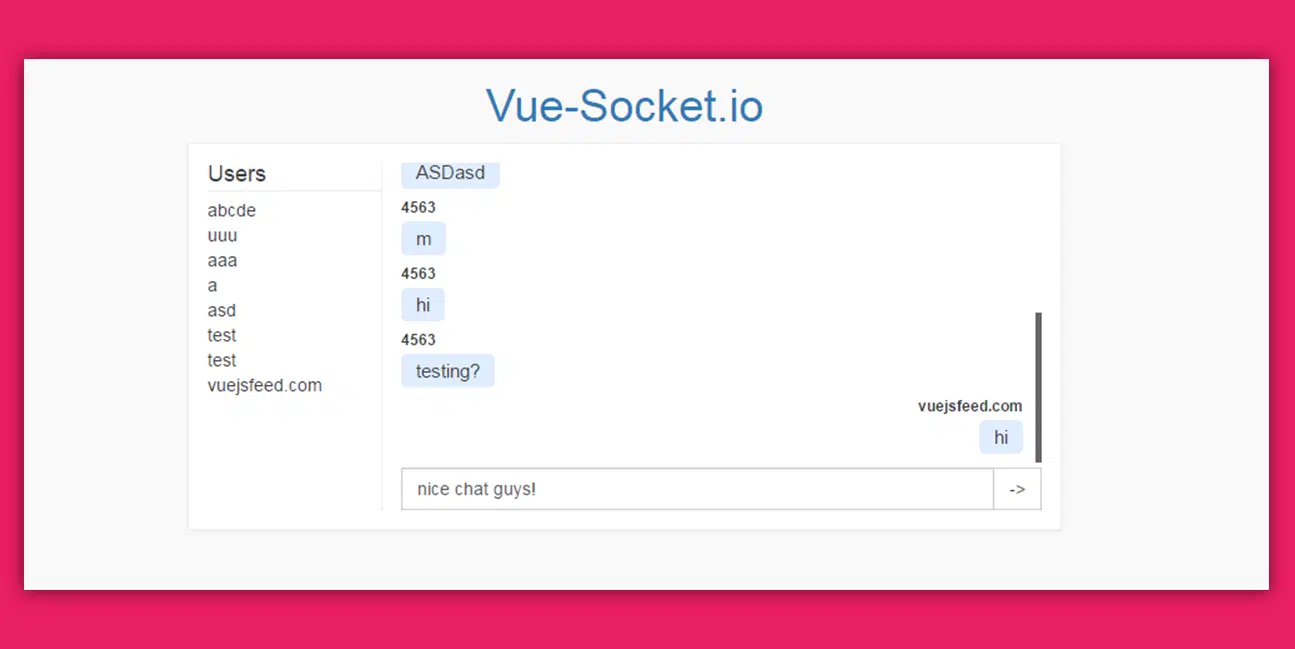 Vue-Socket.io
Users
abcde
uuu
aaa
a
asd
test
test
vuejsfeed.com
ASDasd
4563
m
4563
hi
4563
testing?
vuejsfeed.com
hi
nice chat guys!
->